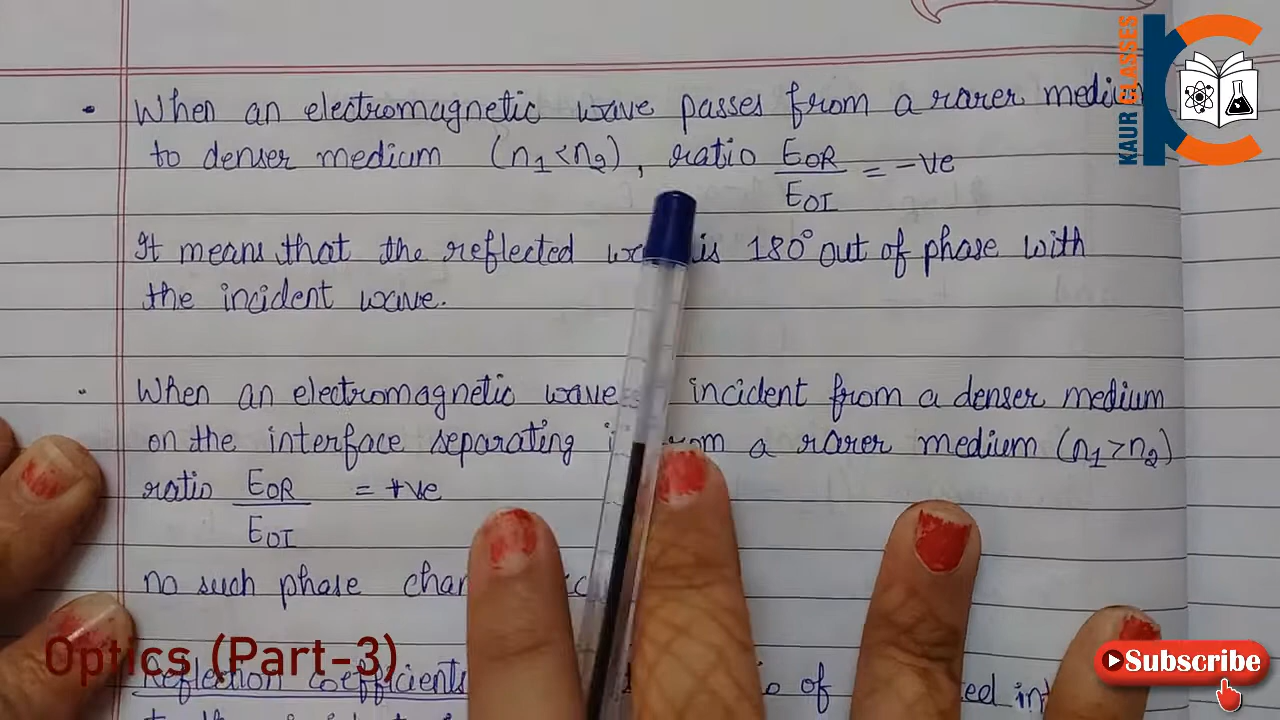 When an electromagnetic wave passes from a rarer medium
to denser medium (n1<n2), ratio EOR/EOI = -ve
It means that the reflected is 180° out of phase with
the incident wave.
When an electromagnetic wave incident from a denser medium
on the interface separating a rarer medium (n1>n2)
ratio EOR/EOI = +ve
no such phase
Reflection coefficients of
KAUR CLASSES
Optics (Part-3)
Subscribe